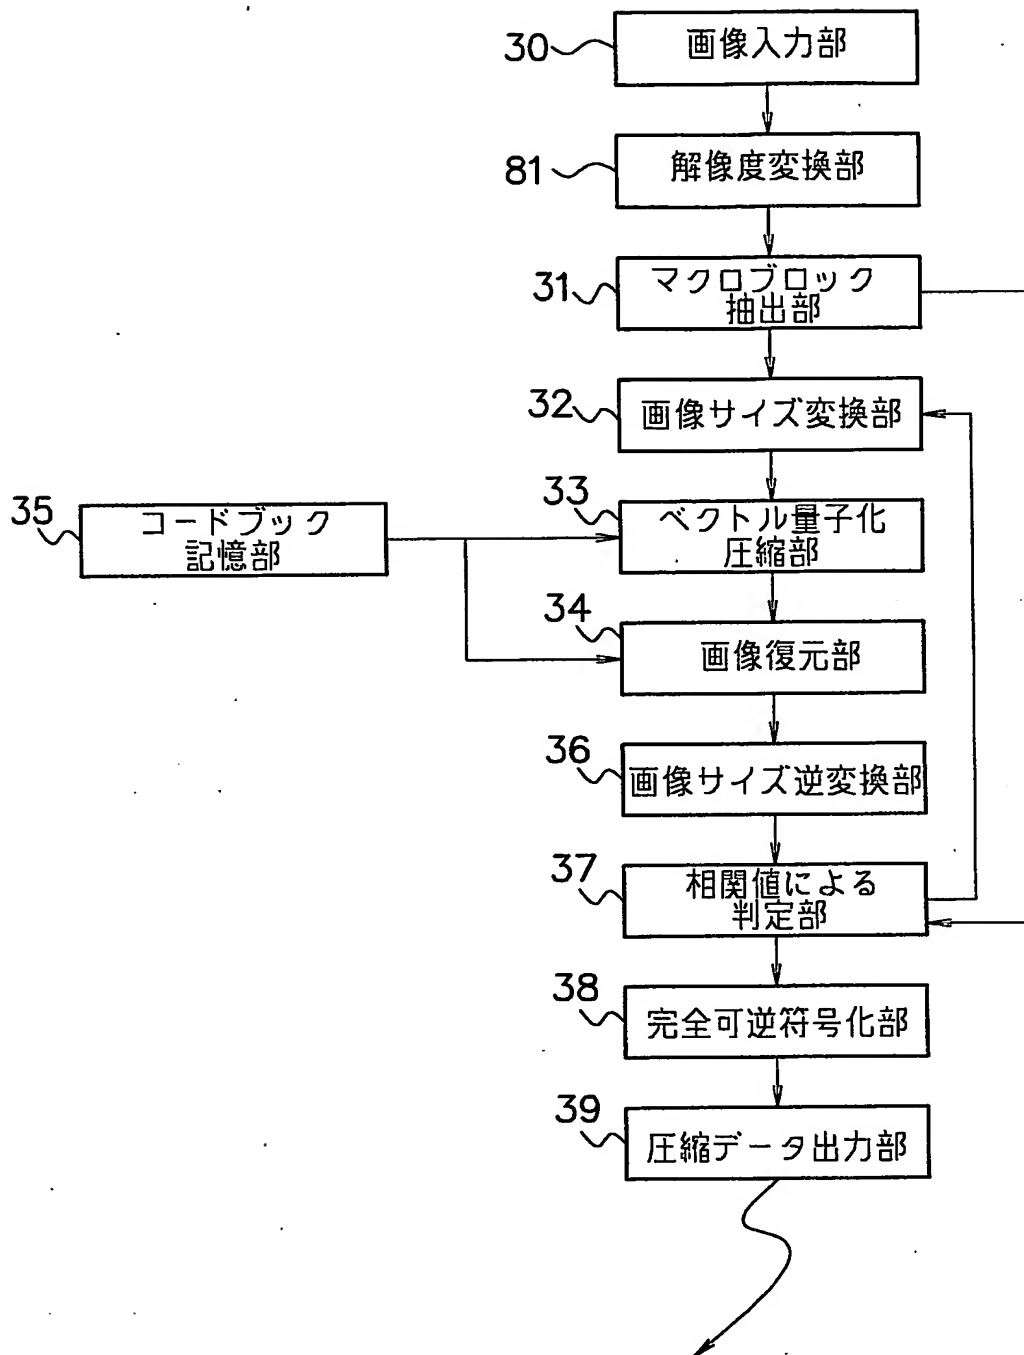 30
画像入力部
81
解像度変換部
31
マクロブロック
抽出部
32
画像サイズ変換部
33
ベクトル量子化
圧縮部
35
コードブック
記憶部
34
画像復元部
36
画像サイズ逆変換部
37
相関値による
判定部
38
完全可逆符号化部
39
圧縮データ出力部